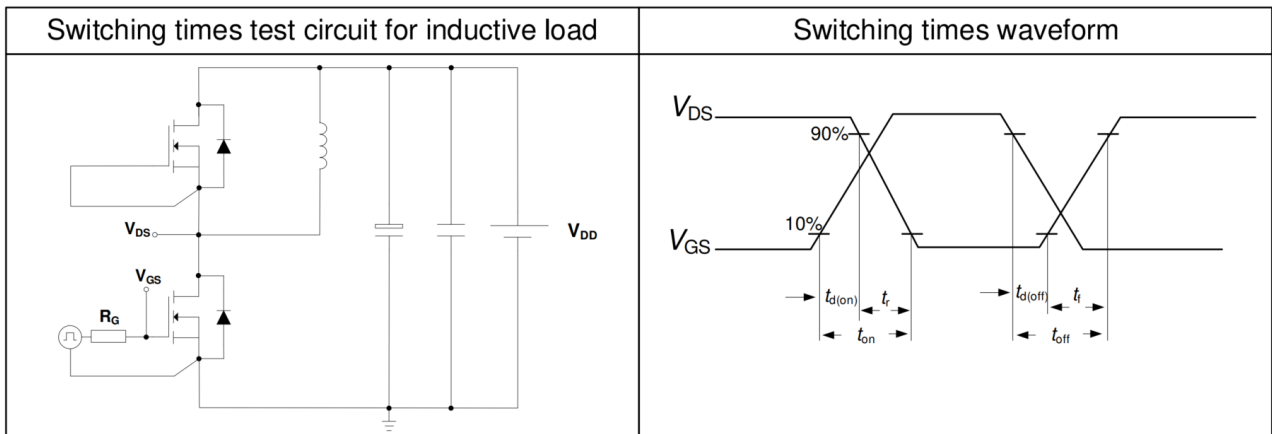 Switching times test circuit for inductive load
Switching times waveform
VDS
VDD
VGS
RG
VDS
90%
10%
VGS
td(on)
tr
td(off)
tf
ton
toff